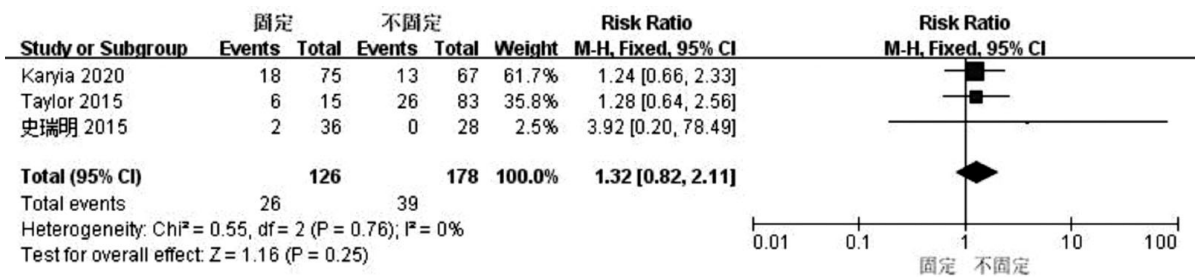 固定 不固定 Risk Ratio Risk Ratio
Study or Subgroup Events Total Events Total Weight M-H, Fixed, 95% CI M-H, Fixed, 95% CI
Karyia 2020 18 75 13 67 61.7% 1.24 [0.66, 2.33]
Taylor 2015 6 15 26 83 35.8% 1.28 [0.64, 2.56]
史瑞明 2015 2 36 0 28 2.5% 3.92 [0.20, 78.49]
Total (95% CI) 126 178 100.0% 1.32 [0.82, 2.11]
Total events 26 39
Heterogeneity: Chi² = 0.55, df = 2 (P = 0.76); I² = 0%
Test for overall effect: Z = 1.16 (P = 0.25)
0.01 0.1 1 10 100
固定 不固定